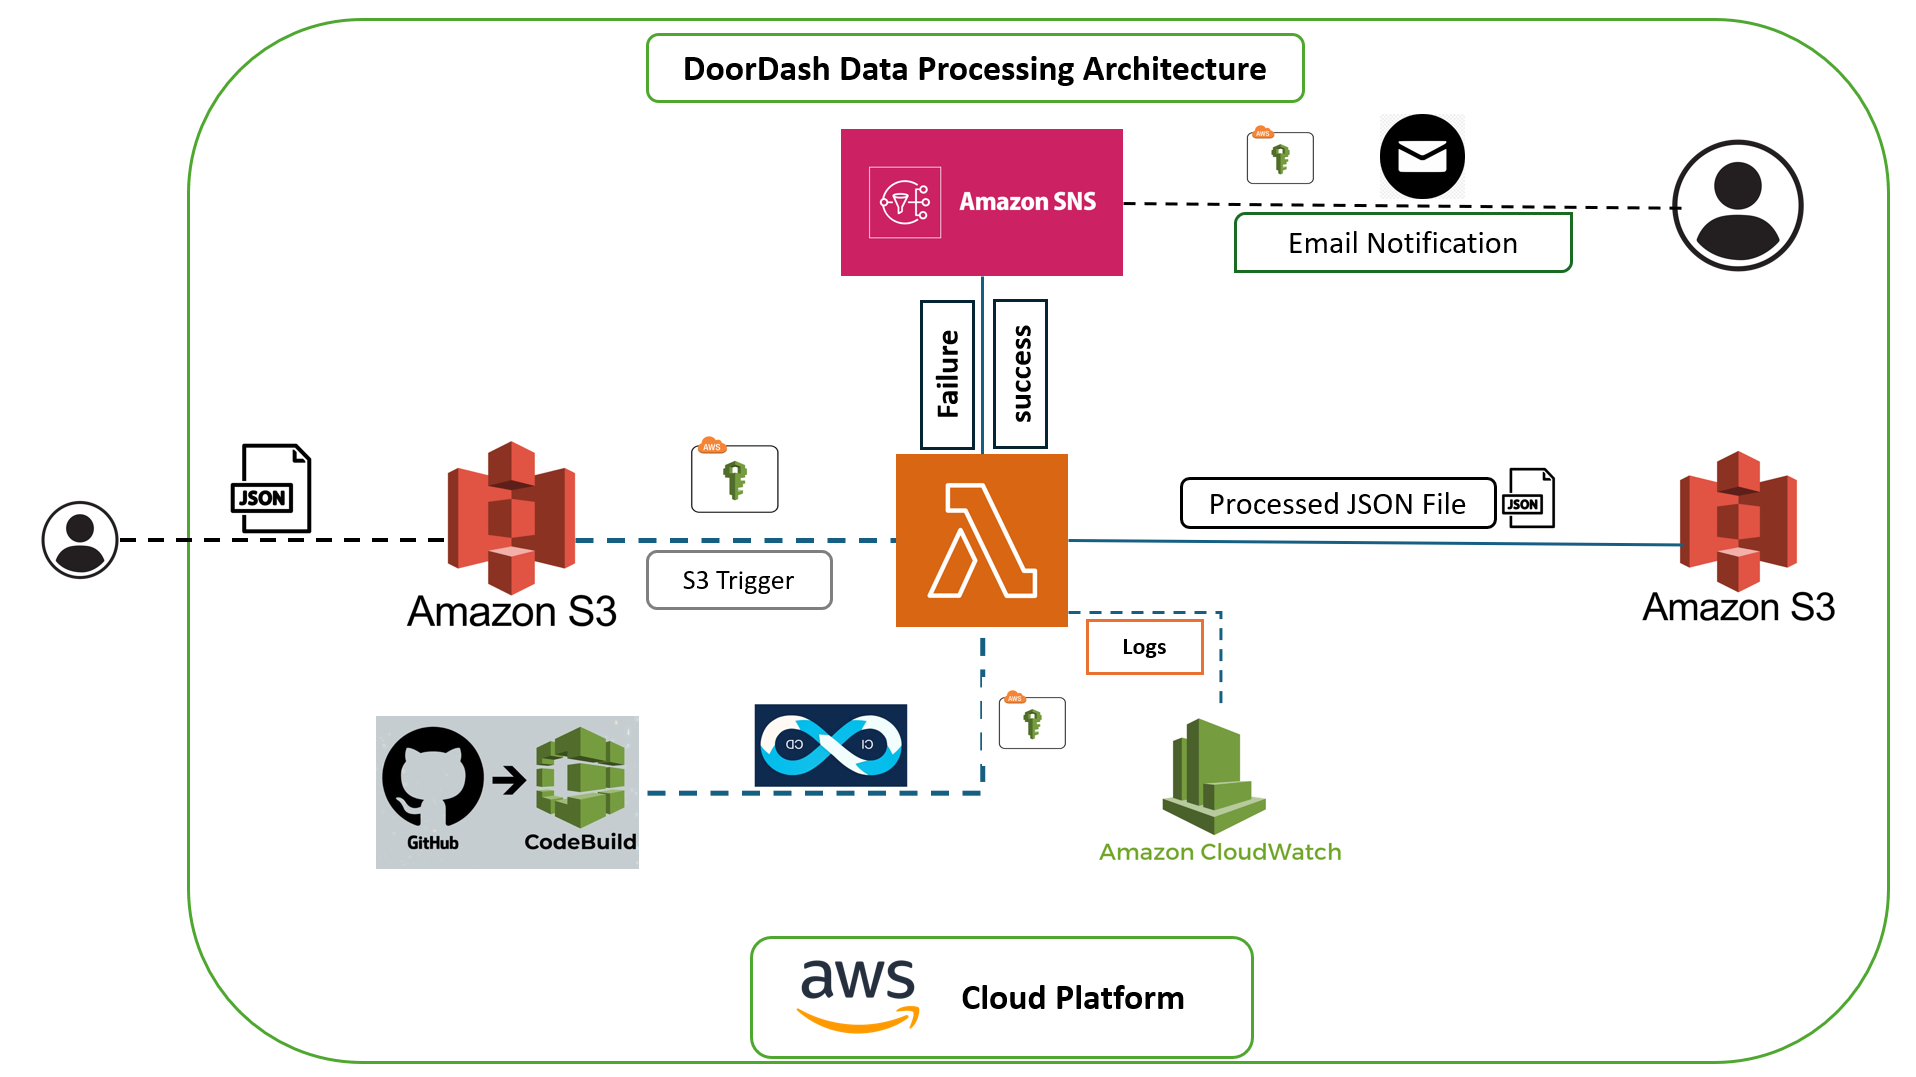 DoorDash Data Processing Architecture
AWS
Amazon SNS
Email Notification
Failure
success
JSON
AWS
Processed JSON File
JSON
S3 Trigger
Amazon S3
Amazon S3
Logs
AWS
CD
CI
GitHub
CodeBuild
Amazon CloudWatch
aws
Cloud Platform